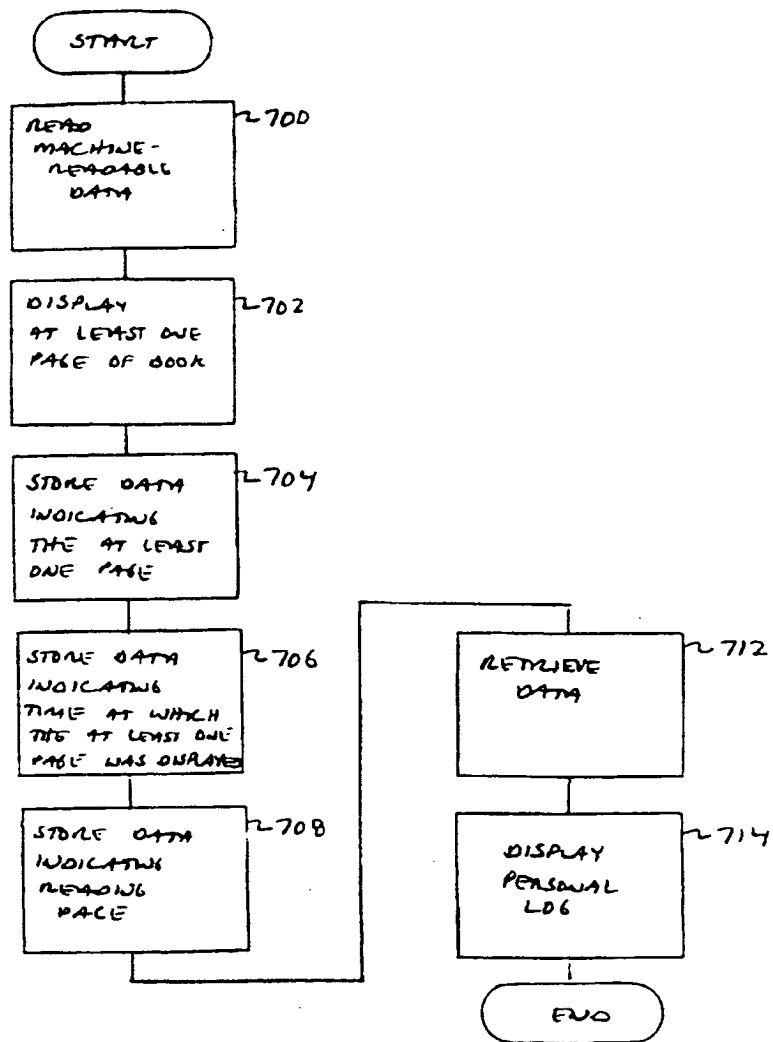 START
700
READ
MACHINE-
READABLE
DATA
702
DISPLAY
AT LEAST ONE
PAGE OF BOOK
704
STORE DATA
INDICATING
THE AT LEAST
ONE PAGE
706
STORE DATA
INDICATING
TIME AT WHICH
THE AT LEAST ONE
PAGE WAS DISPLAYED
708
STORE DATA
INDICATING
READING
PACE
712
RETRIEVE
DATA
714
DISPLAY
PERSONAL
LOG
END